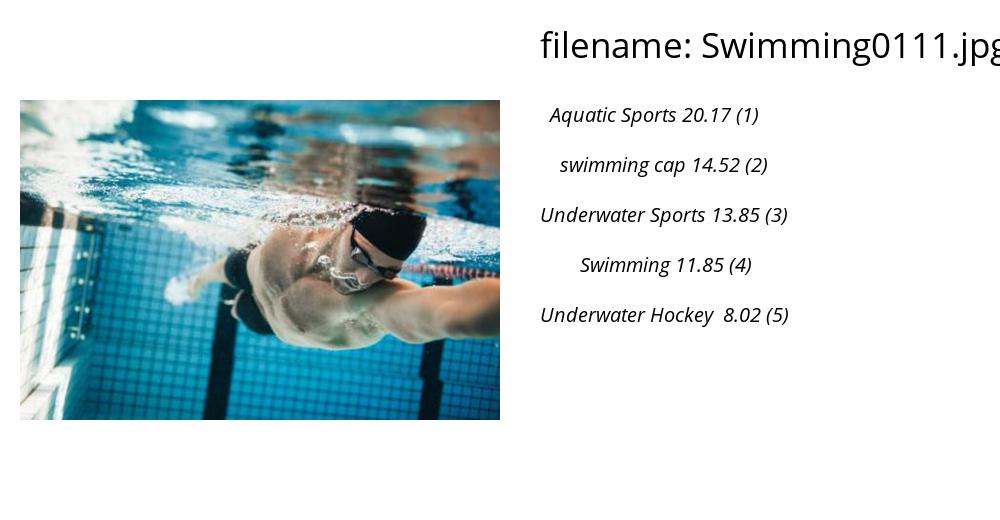 filename: Swimming0111.jpg
Aquatic Sports 20.17 (1)
swimming cap 14.52 (2)
Underwater Sports 13.85 (3)
Swimming 11.85 (4)
Underwater Hockey  8.02 (5)